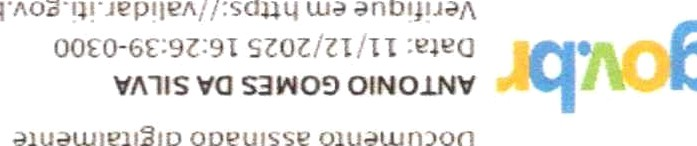 gov.br
Documento assinado digitalmente
ANTONIO GOMES DA SILVA
Data: 11/12/2025 16:26:39-0300
Verifique em https://validar.iti.gov.b